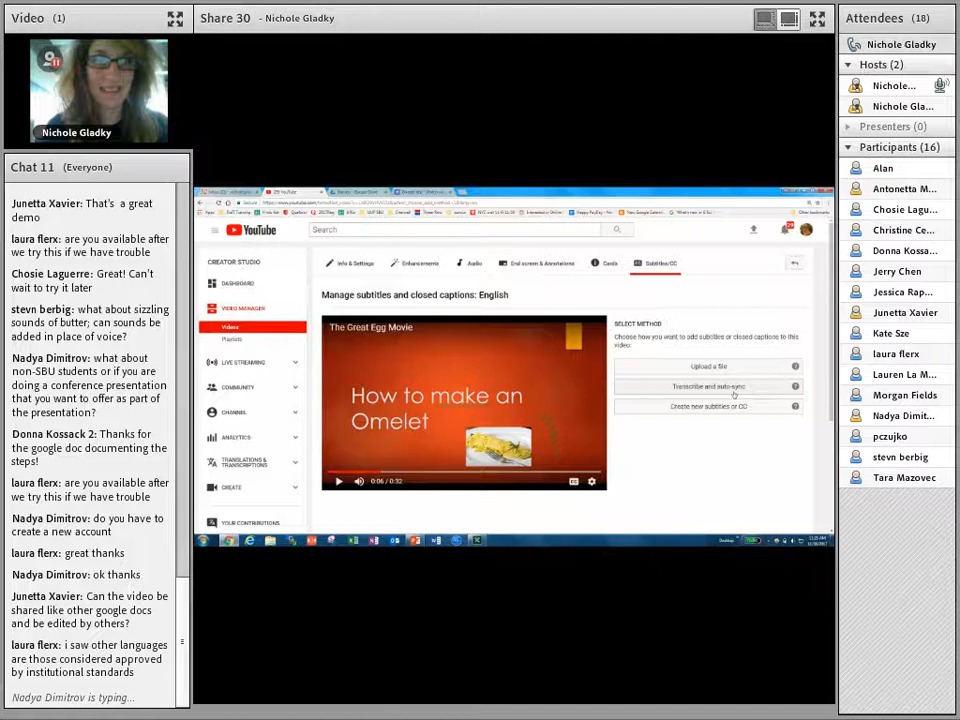 Video (1)
Nichole Gladky
Chat 11 (Everyone)
Junetta Xavier: That's a great
demo
laura flerx: are you available after
we try this if we have trouble
Chosie Laguerre: Great! Can't
wait to try it later
stevn berbig: what about sizzling
sounds of butter; can sounds be
added in place of voice?
Nadya Dimitrov: what about
non-SBU students or if you are
doing a conference presentation
that you want to offer as part of
the presentation?
Donna Kossack 2: Thanks for
the google doc documenting the
steps!
laura flerx: are you available after
we try this if we have trouble
Nadya Dimitrov: do you have to
create a new account
laura flerx: great thanks
Nadya Dimitrov: ok thanks
Junetta Xavier: Can the video be
shared like other google docs
and be edited by others?
laura flerx: i saw other languages
are those considered approved
by institutional standards
Nadya Dimitrov is typing...
Share 30 - Nichole Gladky
YouTube
Search
CREATOR STUDIO
DASHBOARD
VIDEO MANAGER
Videos
Playlists
LIVE STREAMING
COMMUNITY
CHANNEL
ANALYTICS
TRANSLATIONS &
TRANSCRIPTIONS
CREATE
YOUR CONTRIBUTIONS
Info & Settings
Enhancements
Audio
End screen & Annotations
Cards
Subtitles/CC
Manage subtitles and closed captions: English
The Great Egg Movie
How to make an
Omelet
0:06 / 0:32
SELECT METHOD
Choose how you want to add subtitles or closed captions to this
video:
Upload a file
Transcribe and auto-sync
Create new subtitles or CC
Attendees (18)
Nichole Gladky
Hosts (2)
Nichole...
Nichole Gla...
Presenters (0)
Participants (16)
Alan
Antonetta M...
Chosie Lagu...
Christine Ce...
Donna Kossa...
Jerry Chen
Jessica Rap...
Junetta Xavier
Kate Sze
laura flerx
Lauren La M...
Morgan Fields
Nadya Dimit...
pczujko
stevn berbig
Tara Mazovec